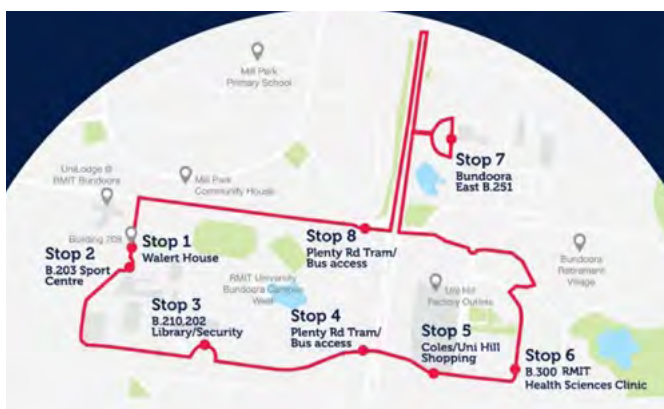 Mill Park
Primary School
UniLodge @
RMIT Bundoora
Mill Park
Community House
Stop 7
Bundoora
East B.251
Building 208
Stop 1
Walert House
Stop 2
B.203 Sport
Centre
Stop 8
Plenty Rd Tram/
Bus access
RMIT University
Bundoora Campus
West
Bundoora
Retirement
Village
Uni Hill
Factory Outlets
Stop 3
B.210,202
Library/Security
Stop 4
Plenty Rd Tram/
Bus access
Stop 5
Coles/Uni Hill
Shopping
Stop 6
B.300 RMIT
Health Sciences Clinic